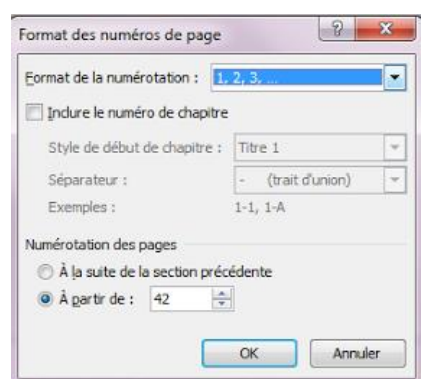 Format des numéros de page
Format de la numérotation : 1, 2, 3, ...
Inclure le numéro de chapitre
Style de début de chapitre : Titre 1
Séparateur : - (trait d'union)
Exemples : 1-1, 1-A
Numérotation des pages
À la suite de la section précédente
À partir de : 42
OK Annuler